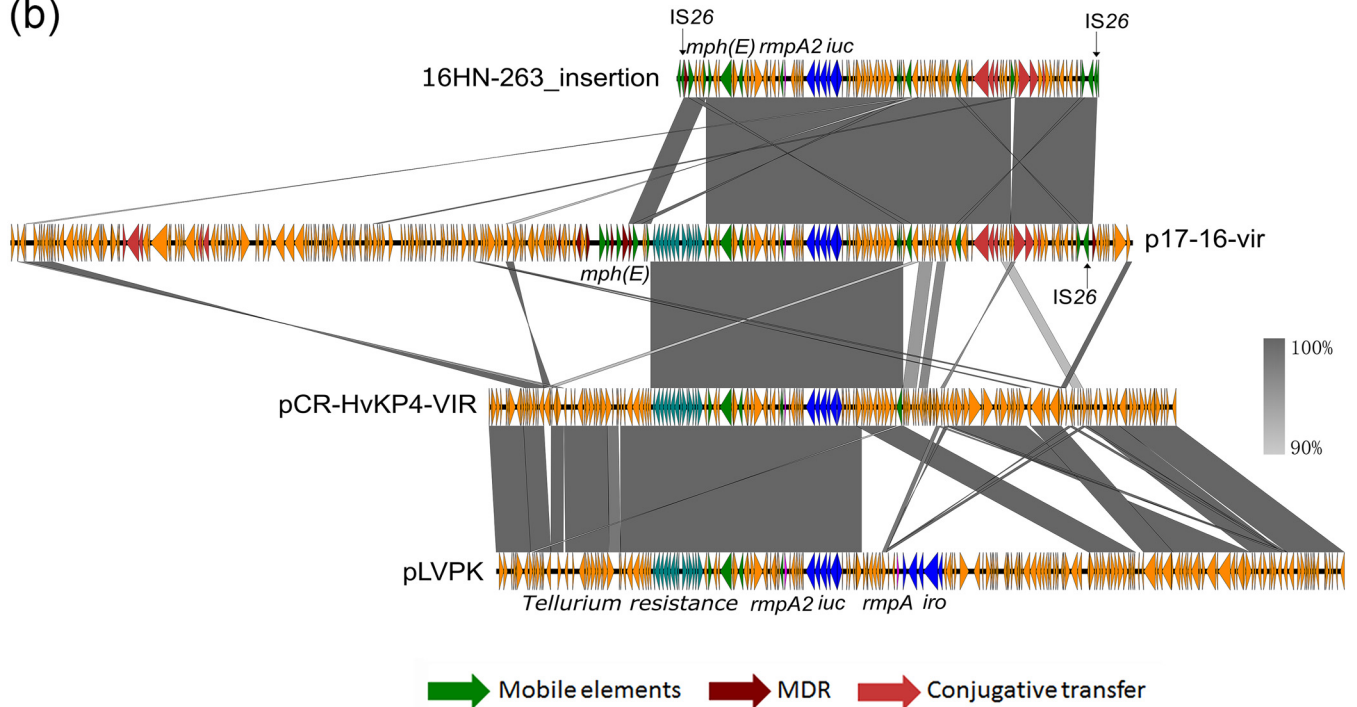 (b)
IS26 IS26
mph(E) rmpA2 iuc
16HN-263_insertion
p17-16-vir
mph(E)
IS26
100%
pCR-HvKP4-VIR
90%
pLVPK
Tellurium resistance rmpA2 iuc rmpA iro
Mobile elements MDR Conjugative transfer